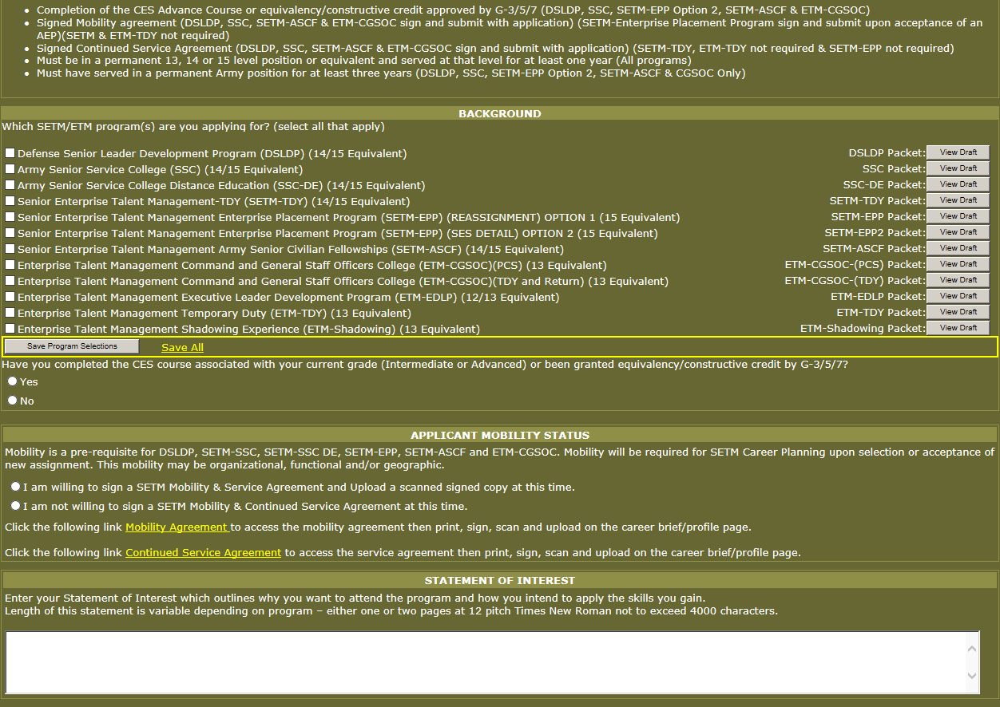 Completion of the CES Advance Course or equivalency/constructive credit approved by G-3/5/7 (DSLDP, SSC, SETM-EPP Option 2, SETM-ASCF & ETM-CGSOC)
Signed Mobility agreement (DSLDP, SSC, SETM-ASCF & ETM-CGSOC sign and submit with application) (SETM-Enterprise Placement Program sign and submit upon acceptance of an
AEP)(SETM & ETM-TDY not required)
Signed Continued Service Agreement (DSLDP, SSC, SETM-ASCF & ETM-CGSOC sign and submit with application) (SETM-TDY, ETM-TDY not required & SETM-EPP not required)
Must be in a permanent 13, 14 or 15 level position or equivalent and served at that level for at least one year (All programs)
Must have served in a permanent Army position for at least three years (DSLDP, SSC, SETM-EPP Option 2, SETM-ASCF & CGSOC Only)
BACKGROUND
Which SETM/ETM program(s) are you applying for? (select all that apply)
Defense Senior Leader Development Program (DSLDP) (14/15 Equivalent) DSLDP Packet: View Draft
Army Senior Service College (SSC) (14/15 Equivalent) SSC Packet: View Draft
Army Senior Service College Distance Education (SSC-DE) (14/15 Equivalent) SSC-DE Packet: View Draft
Senior Enterprise Talent Management-TDY (SETM-TDY) (14/15 Equivalent) SETM-TDY Packet: View Draft
Senior Enterprise Talent Management Enterprise Placement Program (SETM-EPP) (REASSIGNMENT) OPTION 1 (15 Equivalent) SETM-EPP Packet: View Draft
Senior Enterprise Talent Management Enterprise Placement Program (SETM-EPP) (SES DETAIL) OPTION 2 (15 Equivalent) SETM-EPP2 Packet: View Draft
Senior Enterprise Talent Management Army Senior Civilian Fellowships (SETM-ASCF) (14/15 Equivalent) SETM-ASCF Packet: View Draft
Enterprise Talent Management Command and General Staff Officers College (ETM-CGSOC)(PCS) (13 Equivalent) ETM-CGSOC-(PCS) Packet: View Draft
Enterprise Talent Management Command and General Staff Officers College (ETM-CGSOC)(TDY and Return) (13 Equivalent) ETM-CGSOC-(TDY) Packet: View Draft
Enterprise Talent Management Executive Leader Development Program (ETM-EDLP) (12/13 Equivalent) ETM-EDLP Packet: View Draft
Enterprise Talent Management Temporary Duty (ETM-TDY) (13 Equivalent) ETM-TDY Packet: View Draft
Enterprise Talent Management Shadowing Experience (ETM-Shadowing) (13 Equivalent) ETM-Shadowing Packet: View Draft
Save Program Selections Save All
Have you completed the CES course associated with your current grade (Intermediate or Advanced) or been granted equivalency/constructive credit by G-3/5/7?
Yes
No
APPLICANT MOBILITY STATUS
Mobility is a pre-requisite for DSLDP, SETM-SSC, SETM-SSC DE, SETM-EPP, SETM-ASCF and ETM-CGSOC. Mobility will be required for SETM Career Planning upon selection or acceptance of
new assignment. This mobility may be organizational, functional and/or geographic.
I am willing to sign a SETM Mobility & Service Agreement and Upload a scanned signed copy at this time.
I am not willing to sign a SETM Mobility & Continued Service Agreement at this time.
Click the following link Mobility Agreement to access the mobility agreement then print, sign, scan and upload on the career brief/profile page.
Click the following link Continued Service Agreement to access the service agreement then print, sign, scan and upload on the career brief/profile page.
STATEMENT OF INTEREST
Enter your Statement of Interest which outlines why you want to attend the program and how you intend to apply the skills you gain.
Length of this statement is variable depending on program – either one or two pages at 12 pitch Times New Roman not to exceed 4000 characters.